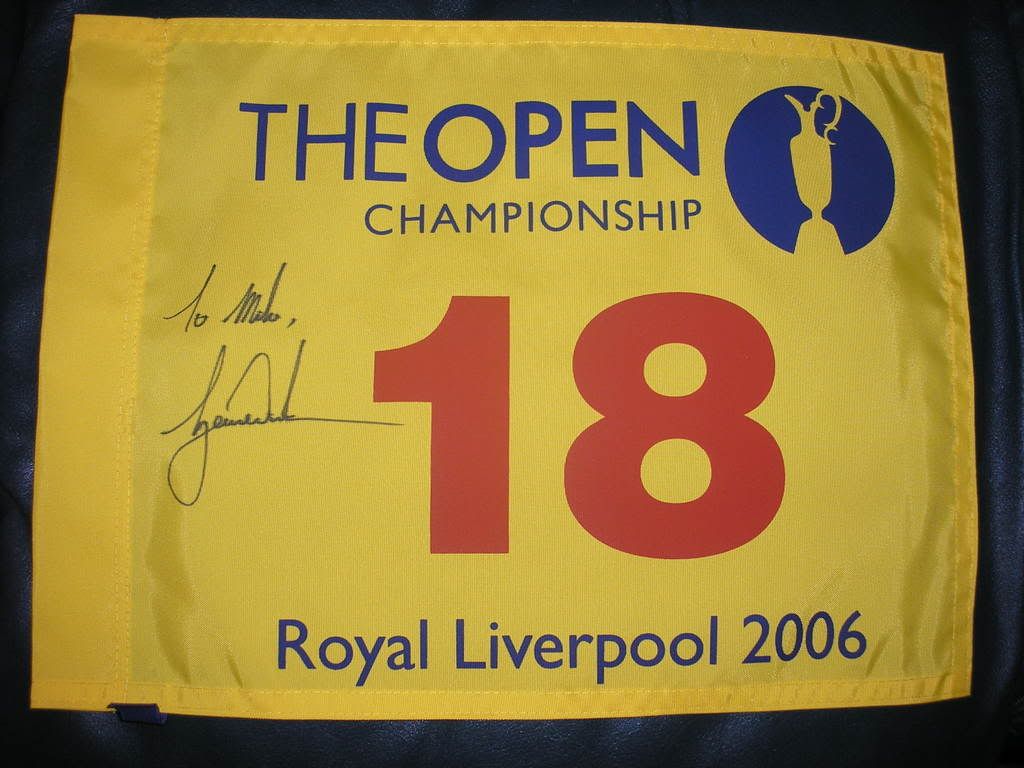 THE OPEN
CHAMPIONSHIP
To Mike,
18
Royal Liverpool 2006